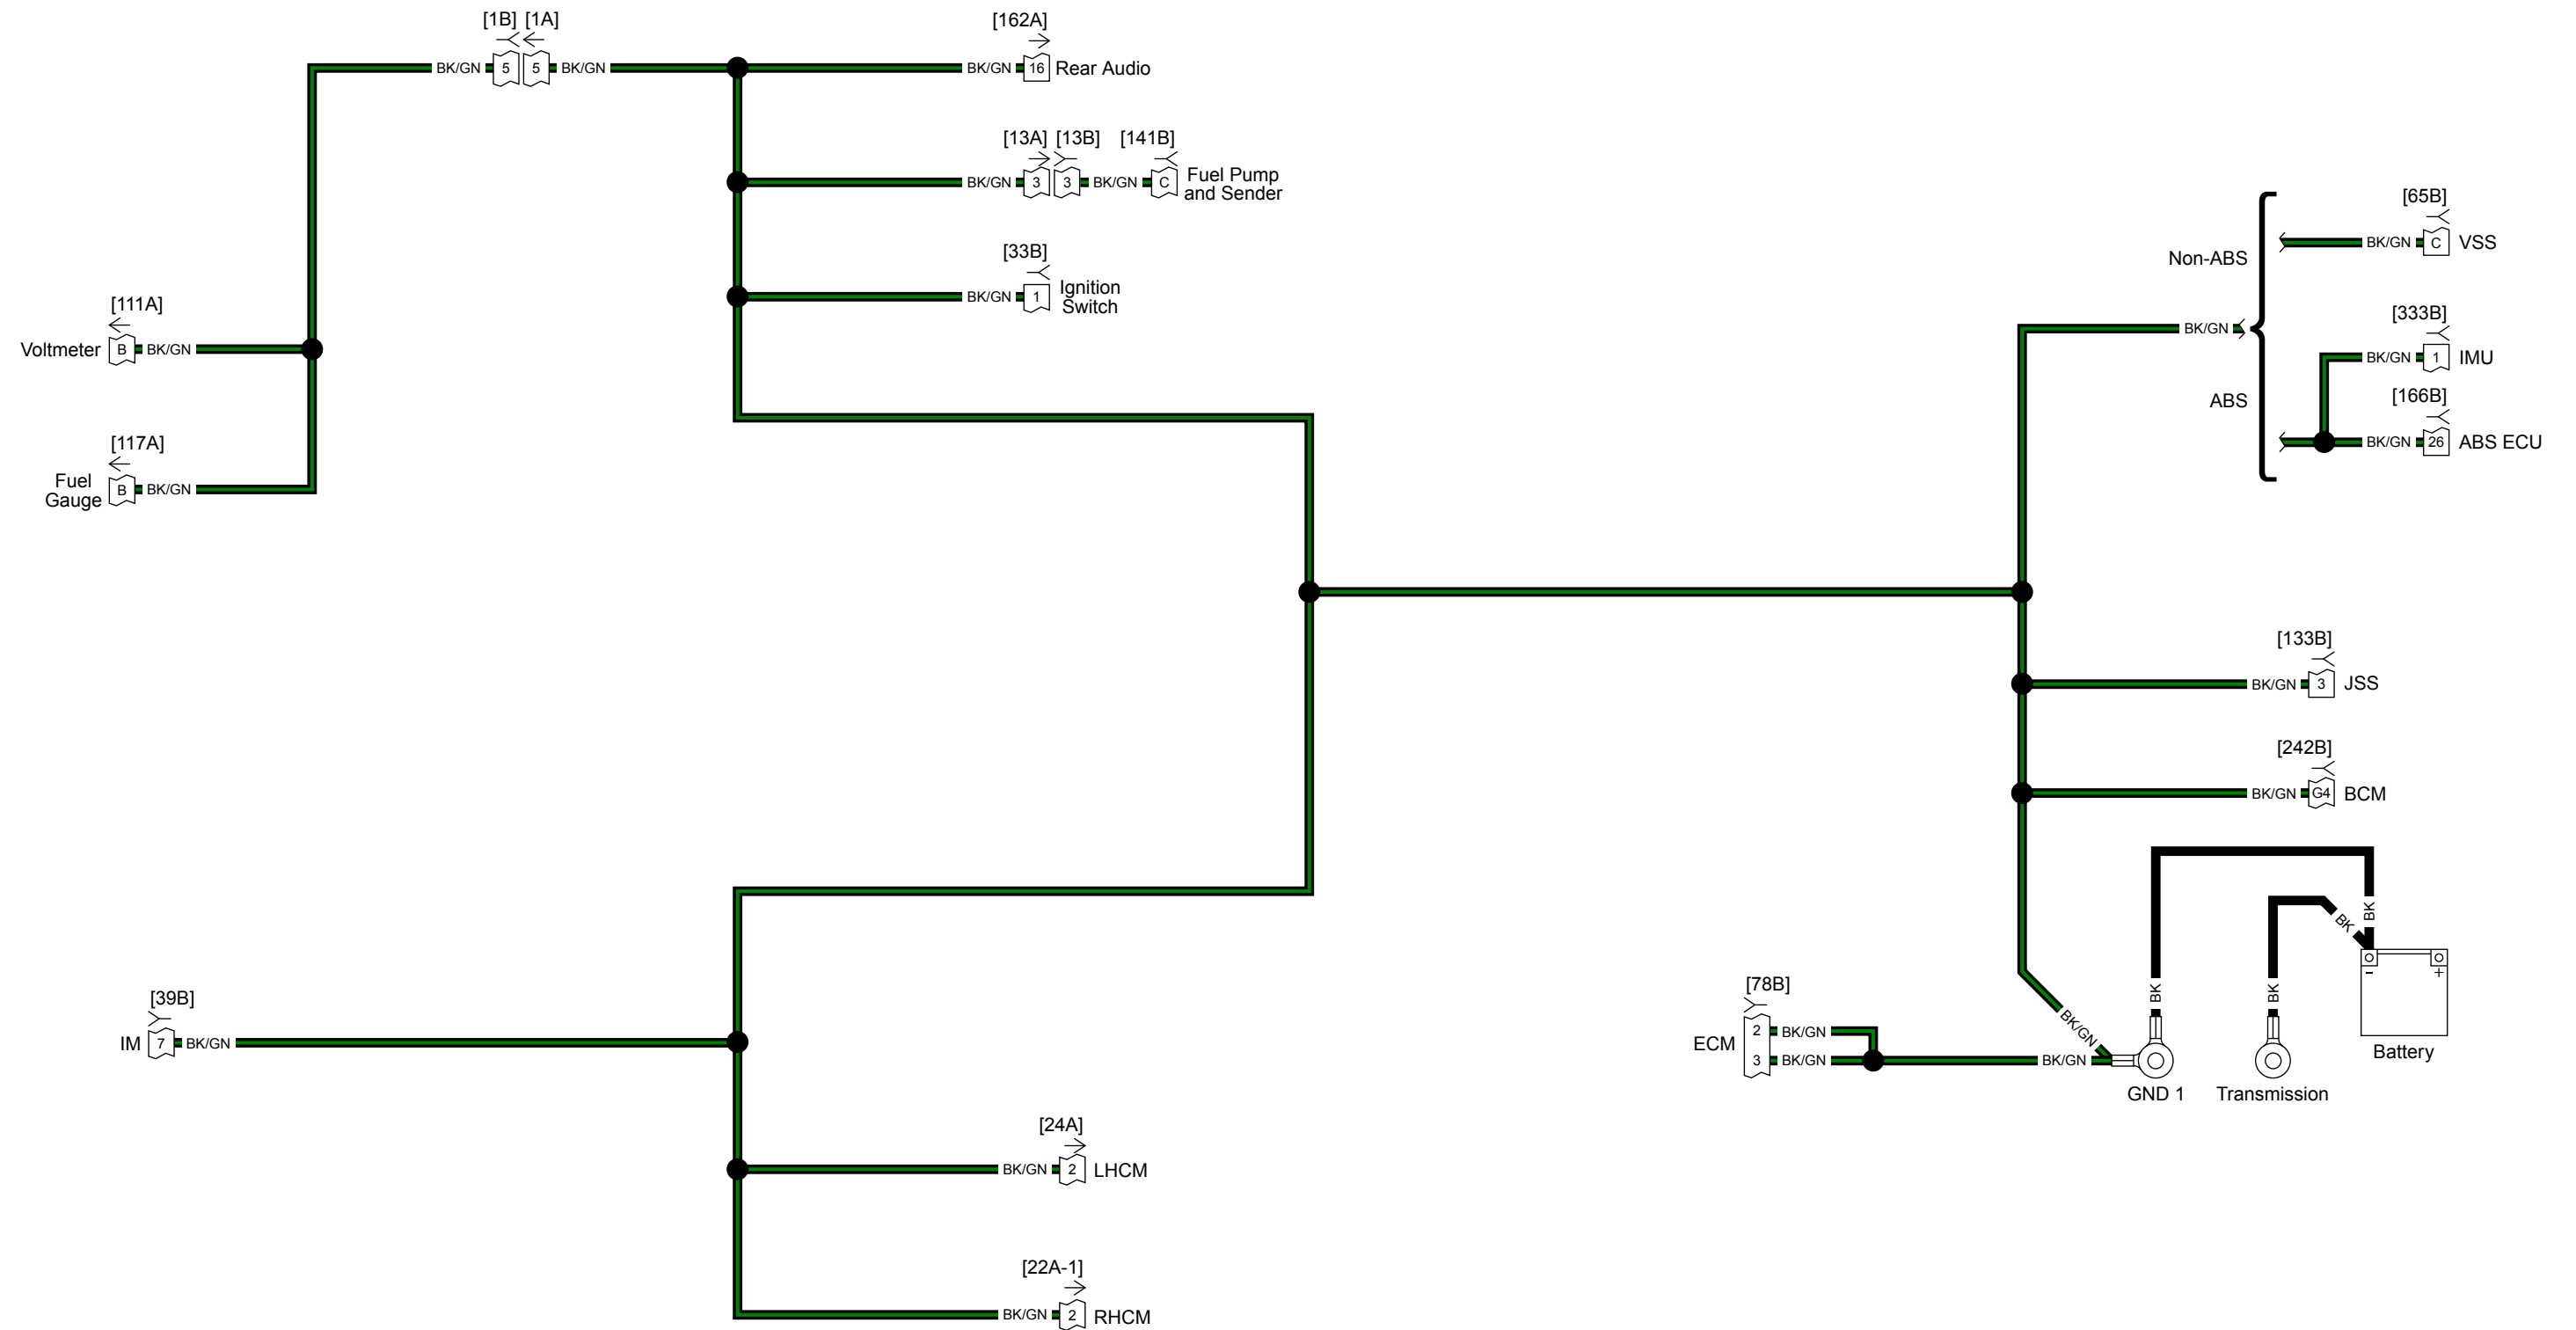 [1B] [1A]
BK/GN 5 5 BK/GN
[162A]
BK/GN 16 Rear Audio
[13A] [13B] [141B]
BK/GN 3 3 BK/GN C Fuel Pump
and Sender
[33B]
BK/GN 1 Ignition
Switch
[111A]
Voltmeter B BK/GN
[117A]
Fuel
Gauge B BK/GN
Non-ABS
BK/GN
ABS
[65B]
BK/GN C VSS
[333B]
BK/GN 1 IMU
[166B]
BK/GN 26 ABS ECU
[133B]
BK/GN 3 JSS
[242B]
BK/GN G4 BCM
[39B]
IM 7 BK/GN
[24A]
BK/GN 2 LHCM
[22A-1]
BK/GN 2 RHCM
[78B]
ECM
2 BK/GN
3 BK/GN
BK/GN
BK/GN
BK
BK
BK
BK
- +
Battery
GND 1
Transmission